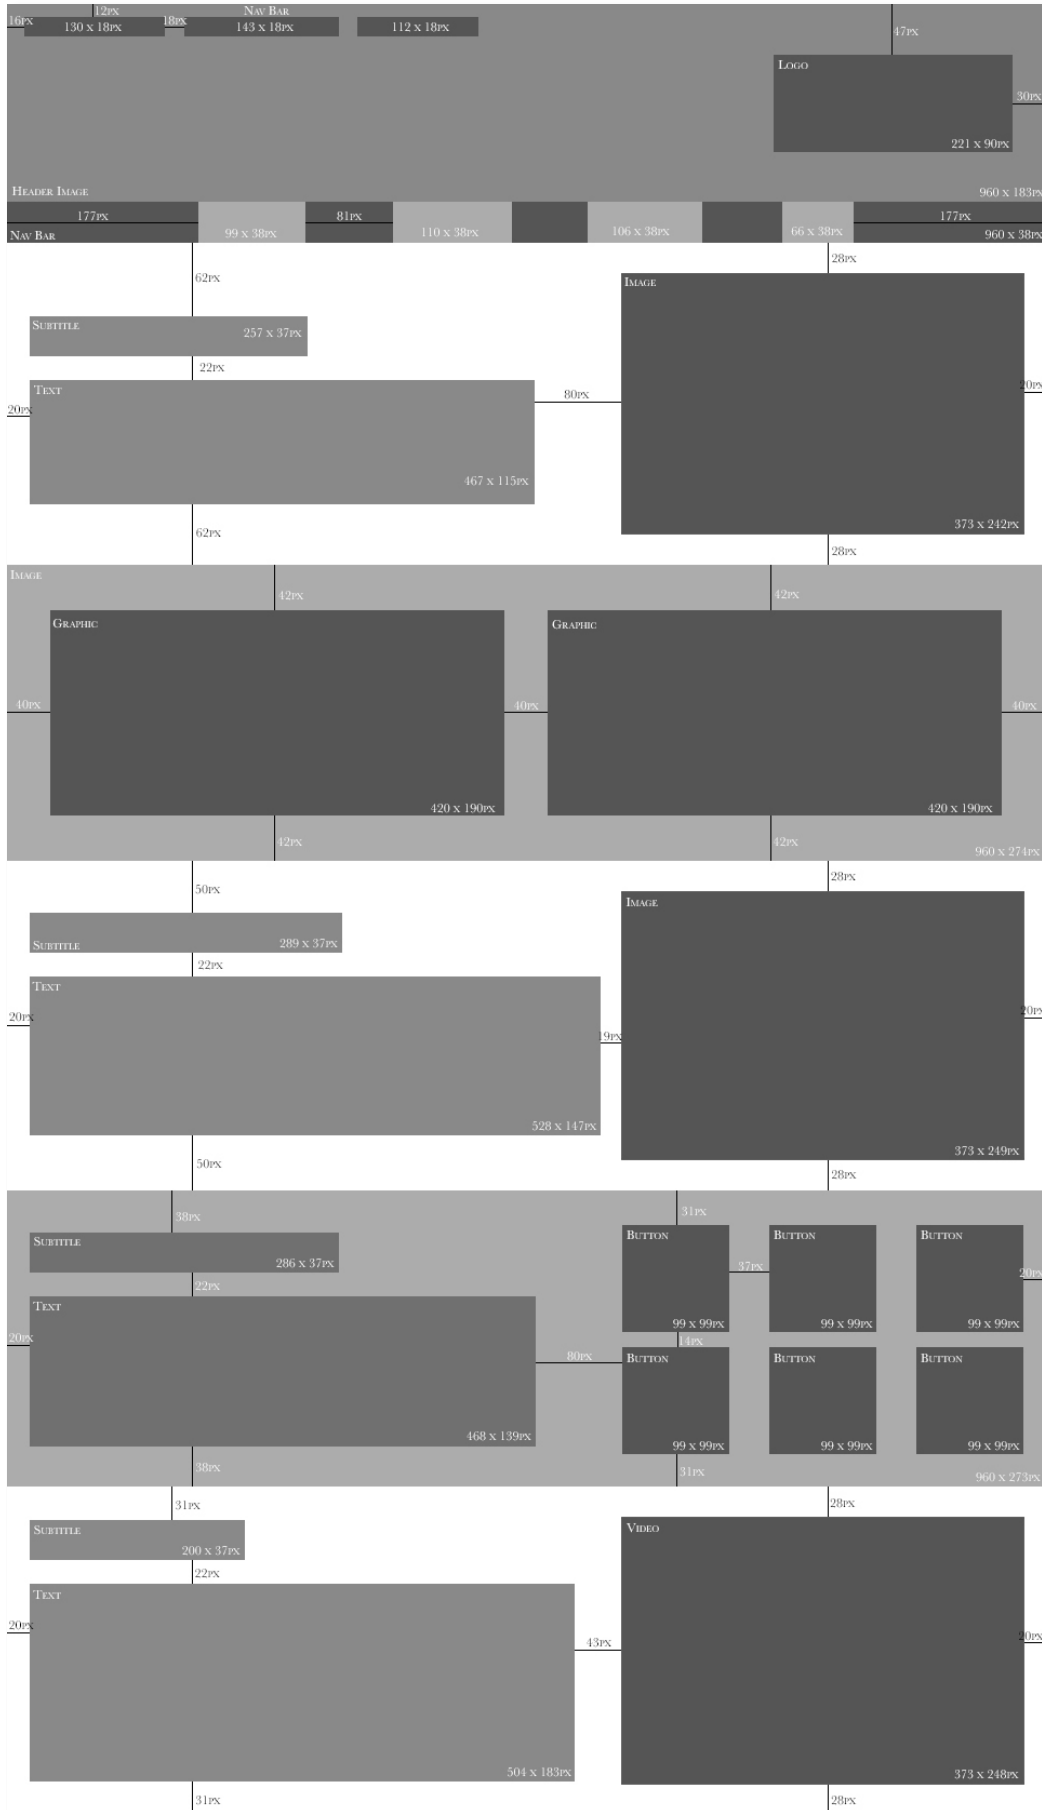 12px
Nav Bar
16px
130 x 18px
18px
143 x 18px
112 x 18px
47px
Logo
30px
221 x 90px
Header Image
960 x 183px
177px
81px
177px
Nav Bar
99 x 38px
110 x 38px
106 x 38px
66 x 38px
960 x 38px
62px
28px
Image
Subtitle
257 x 37px
22px
Text
20px
80px
20px
467 x 115px
373 x 242px
62px
28px
Image
42px
42px
Graphic
Graphic
40px
40px
40px
420 x 190px
420 x 190px
42px
42px
960 x 274px
50px
28px
Image
Subtitle
289 x 37px
22px
Text
20px
19px
20px
528 x 147px
373 x 249px
50px
28px
38px
31px
Subtitle
286 x 37px
Button
Button
Button
37px
20px
22px
Text
99 x 99px
99 x 99px
99 x 99px
20px
14px
80px
Button
Button
Button
468 x 139px
99 x 99px
99 x 99px
99 x 99px
38px
31px
960 x 273px
31px
28px
Subtitle
200 x 37px
Video
22px
Text
20px
43px
20px
504 x 183px
373 x 248px
31px
28px